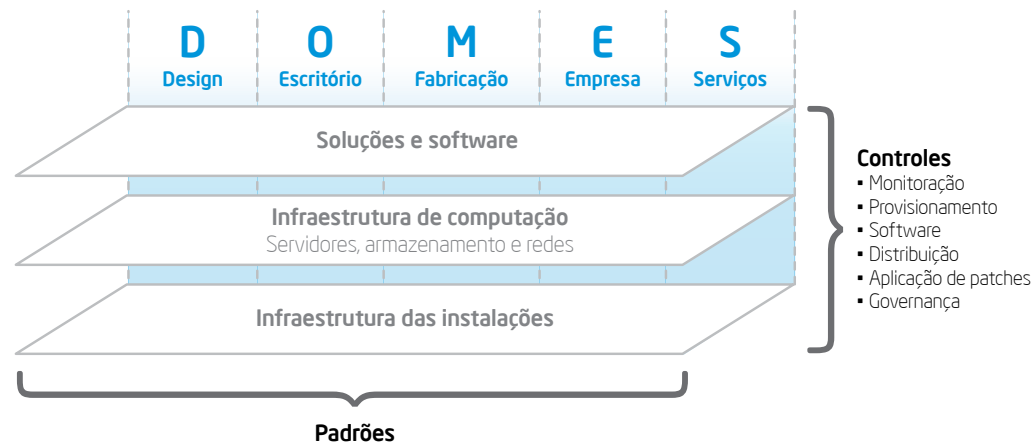 D O M E S
Design Escritório Fabricação Empresa Serviços
Soluções e software
Infraestrutura de computação
Servidores, armazenamento e redes
Infraestrutura das instalações
Controles
▪ Monitoração
▪ Provisionamento
▪ Software
▪ Distribuição
▪ Aplicação de patches
▪ Governança
Padrões